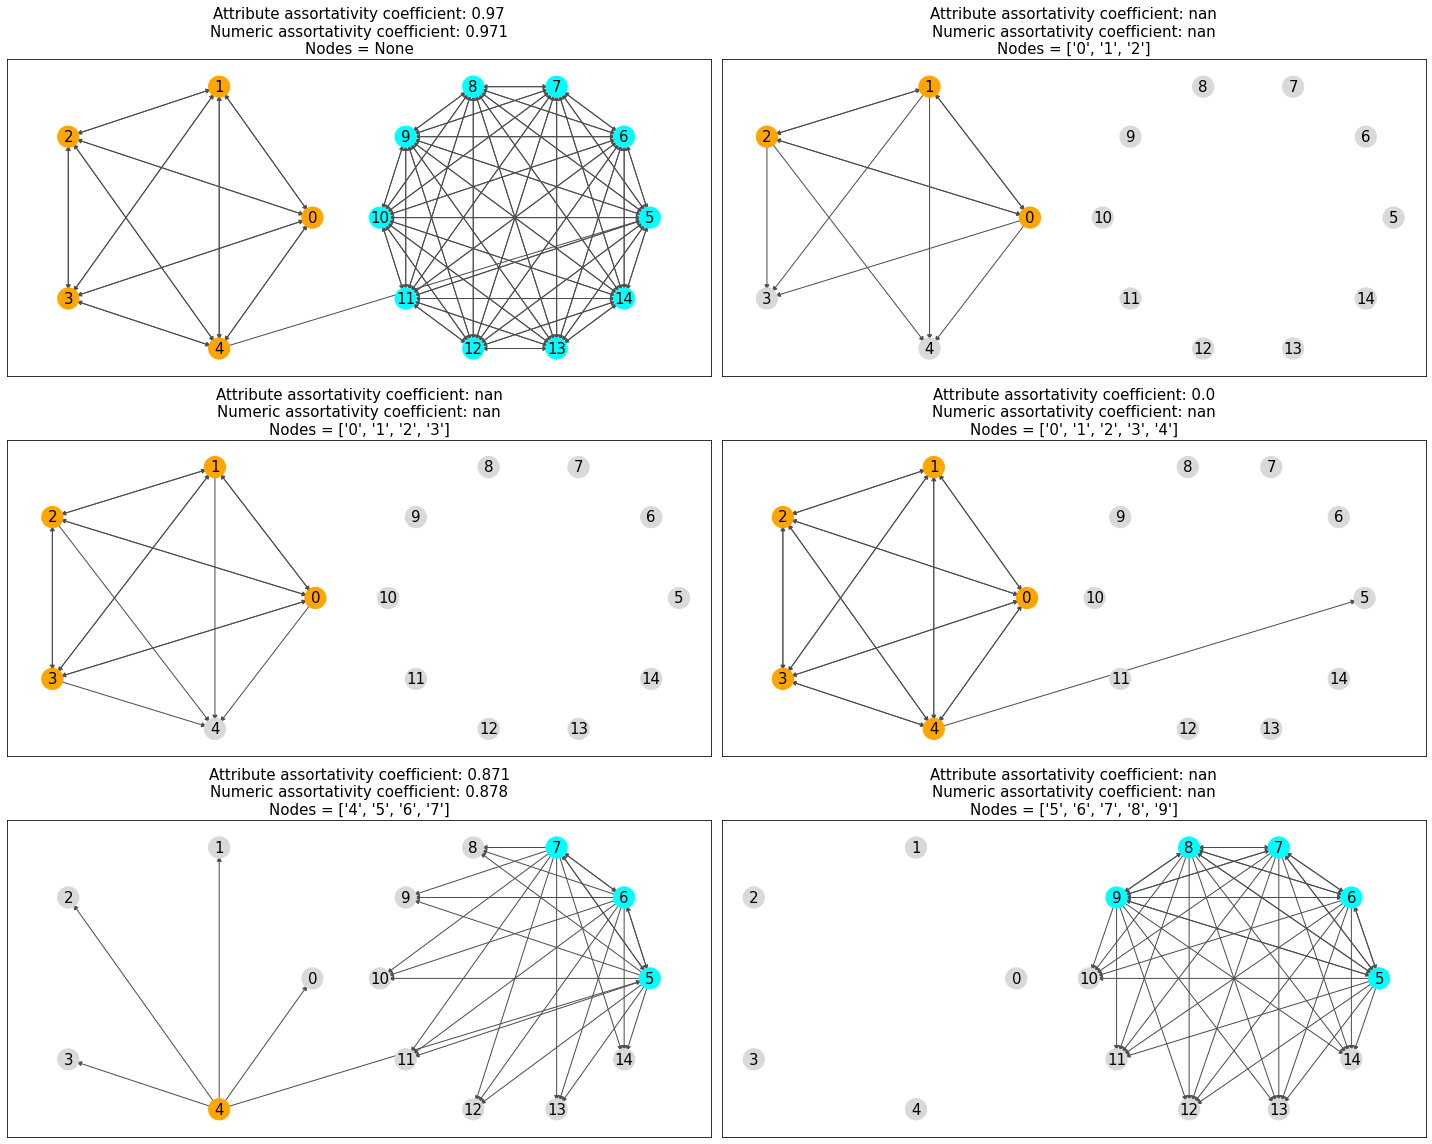 Attribute assortativity coefficient: 0.97
Numeric assortativity coefficient: 0.971
Nodes = None
8 7
1
2 9 6
0 10 5
3 11 14
4 12 13
Attribute assortativity coefficient: nan
Numeric assortativity coefficient: nan
Nodes = ['0', '1', '2']
1 8 7
2 9 6
0 10 5
3 11 14
4 12 13
Attribute assortativity coefficient: nan
Numeric assortativity coefficient: nan
Nodes = ['0', '1', '2', '3']
1 8 7
2 9 6
0 10 5
3 11 14
4 12 13
Attribute assortativity coefficient: 0.0
Numeric assortativity coefficient: nan
Nodes = ['0', '1', '2', '3', '4']
1 8 7
2 9 6
0 10 5
3 11 14
4 12 13
Attribute assortativity coefficient: 0.871
Numeric assortativity coefficient: 0.878
Nodes = ['4', '5', '6', '7']
1 8 7
2 9 6
0 10 5
3 11 14
4 12 13
Attribute assortativity coefficient: nan
Numeric assortativity coefficient: nan
Nodes = ['5', '6', '7', '8', '9']
1 8 7
2 9 6
0 10 5
3 11 14
4 12 13